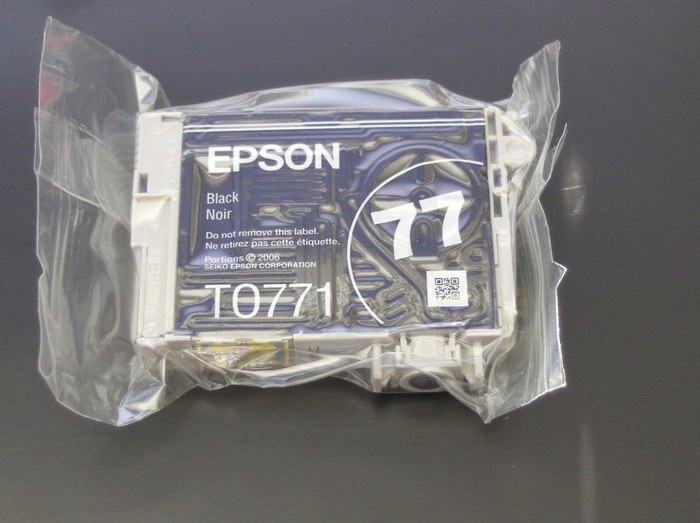 EPSON
Black
Noir
77
Do not remove this label.
Ne retirez pas cette étiquette.
Portions © 2006
SEIKO EPSON CORPORATION
T0771